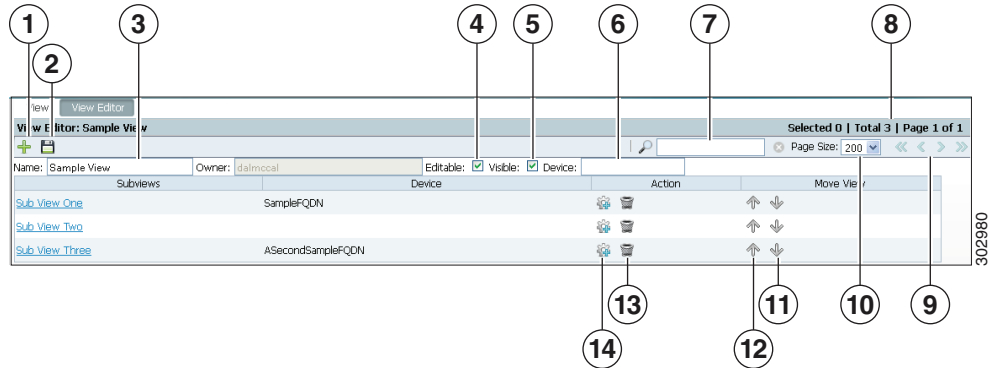 1 3 4 5 6 7 8
2
View View Editor
View Editor: Sample View Selected 0 | Total 3 | Page 1 of 1
Page Size: 200
Name: Sample View Owner: dalmccal Editable: Visible: Device:
Subviews Device Action Move View
Sub View One SampleFQDN
Sub View Two
Sub View Three ASecondSampleFQDN
302980
13 11 10 9
14 12